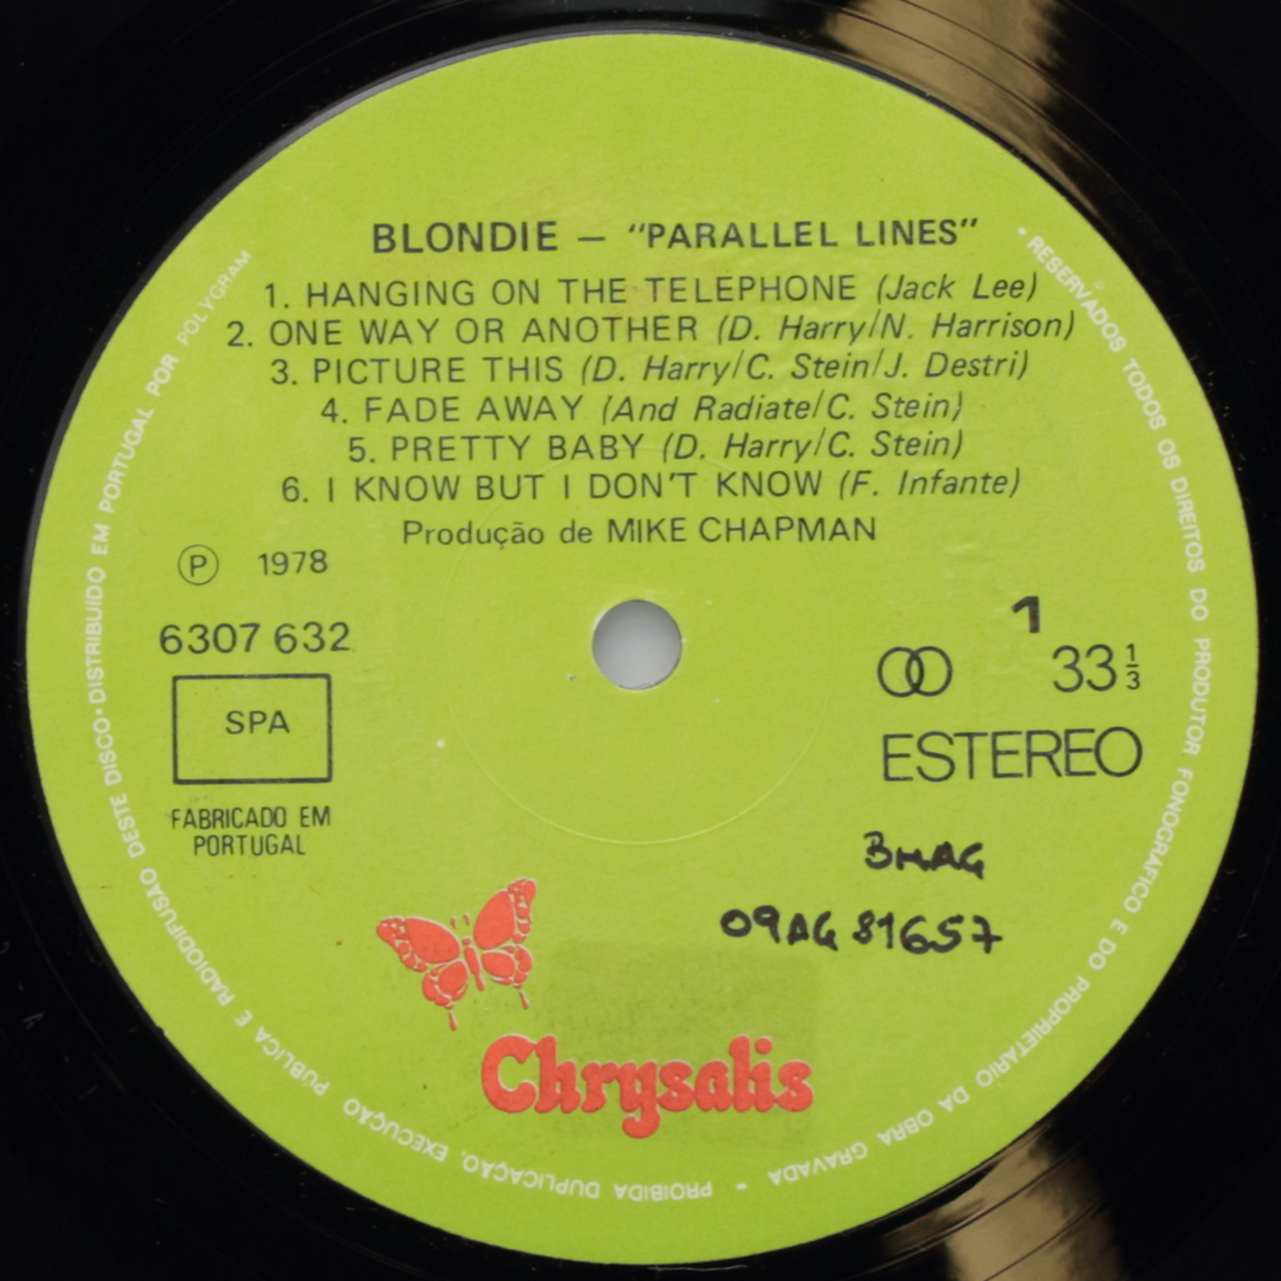 BLONDIE — "PARALLEL LINES"
1. HANGING ON THE TELEPHONE (Jack Lee)
2. ONE WAY OR ANOTHER (D. Harry/N. Harrison)
3. PICTURE THIS (D. Harry/C. Stein/J. Destri)
4. FADE AWAY (And Radiate/C. Stein)
5. PRETTY BABY (D. Harry/C. Stein)
6. I KNOW BUT I DON'T KNOW (F. Infante)
Produção de MIKE CHAPMAN
Ⓟ 1978
6307 632
SPA
FABRICADO EM
PORTUGAL
1
33 1/3
ESTEREO
BMAG
09AG81657
Chrysalis
• RESERVADOS TODOS OS DIREITOS DO PRODUTOR FONOGRAFICO E DO PROPRIETARIO DA OBRA GRAVADA • PROIBIDA DUPLICAÇÃO, EXECUÇÃO PUBLICA E RADIODIFUSÃO DESTE DISCO • DISTRIBUIDO EM PORTUGAL POR POLYGRAM